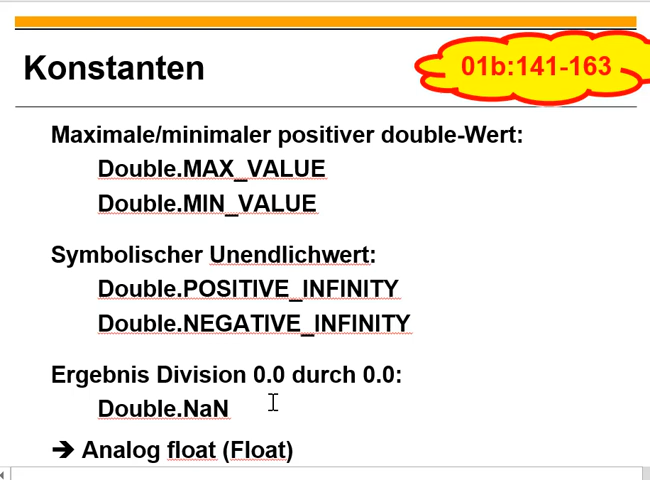 Konstanten
01b:141-163
Maximale/minimaler positiver double-Wert:
Double.MAX_VALUE
Double.MIN_VALUE
Symbolischer Unendlichwert:
Double.POSITIVE_INFINITY
Double.NEGATIVE_INFINITY
Ergebnis Division 0.0 durch 0.0:
Double.NaN
➔ Analog float (Float)